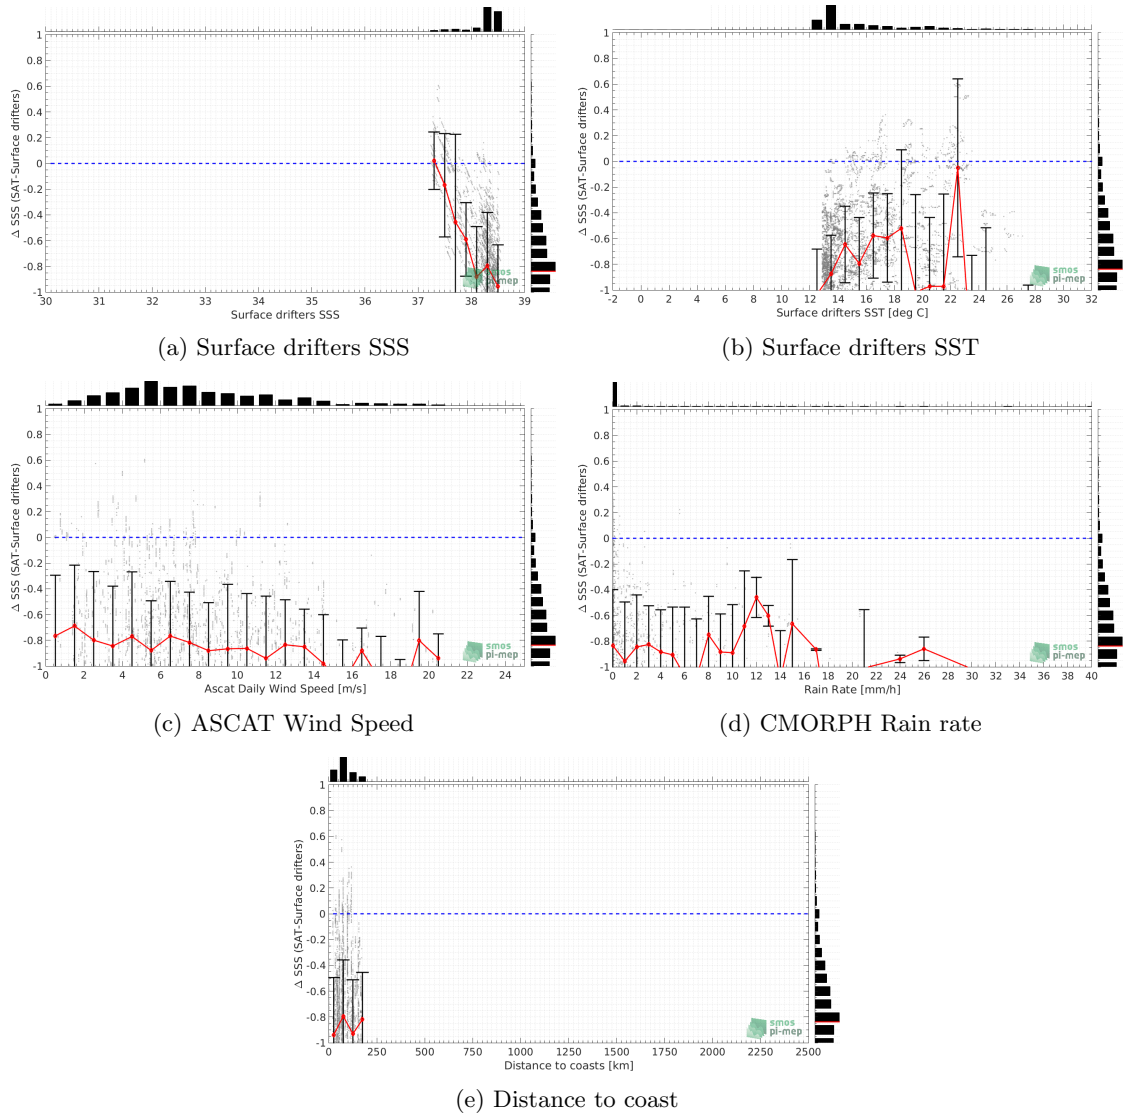 1
0.8
0.6
0.4
0.2
0
-0.2
-0.4
-0.6
-0.8
-1
Δ SSS (SAT-Surface drifters)
30 31 32 33 34 35 36 37 38 39
Surface drifters SSS
smos
pi-mep
(a) Surface drifters SSS
1
0.8
0.6
0.4
0.2
0
-0.2
-0.4
-0.6
-0.8
-1
Δ SSS (SAT-Surface drifters)
-2 0 2 4 6 8 10 12 14 16 18 20 22 24 26 28 30 32
Surface drifters SST [deg C]
smos
pi-mep
(b) Surface drifters SST
1
0.8
0.6
0.4
0.2
0
-0.2
-0.4
-0.6
-0.8
-1
Δ SSS (SAT-Surface drifters)
0 2 4 6 8 10 12 14 16 18 20 22 24
Ascat Daily Wind Speed [m/s]
smos
pi-mep
(c) ASCAT Wind Speed
1
0.8
0.6
0.4
0.2
0
-0.2
-0.4
-0.6
-0.8
-1
Δ SSS (SAT-Surface drifters)
0 2 4 6 8 10 12 14 16 18 20 22 24 26 28 30 32 34 36 38 40
Rain Rate [mm/h]
smos
pi-mep
(d) CMORPH Rain rate
1
0.8
0.6
0.4
0.2
0
-0.2
-0.4
-0.6
-0.8
-1
Δ SSS (SAT-Surface drifters)
0 250 500 750 1000 1250 1500 1750 2000 2250 2500
Distance to coasts [km]
smos
pi-mep
(e) Distance to coast